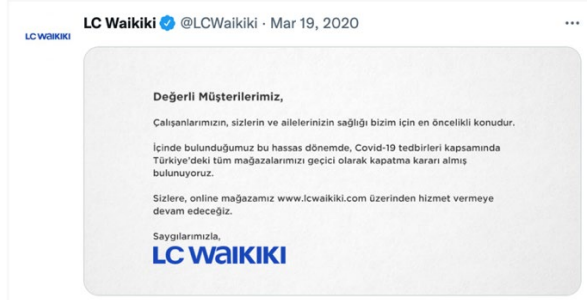 LC Waikiki @LCWaikiki · Mar 19, 2020
LC WAIKIKI
Değerli Müşterilerimiz,
Çalışanlarımızın, sizlerin ve ailelerinizin sağlığı bizim için en öncelikli konudur.
İçinde bulunduğumuz bu hassas dönemde, Covid-19 tedbirleri kapsamında
Türkiye'deki tüm mağazalarımızı geçici olarak kapatma kararı almış
bulunuyoruz.
Sizlere, online mağazamız www.lcwaikiki.com üzerinden hizmet vermeye
devam edeceğiz.
Saygılarımızla,
LC WAIKIKI